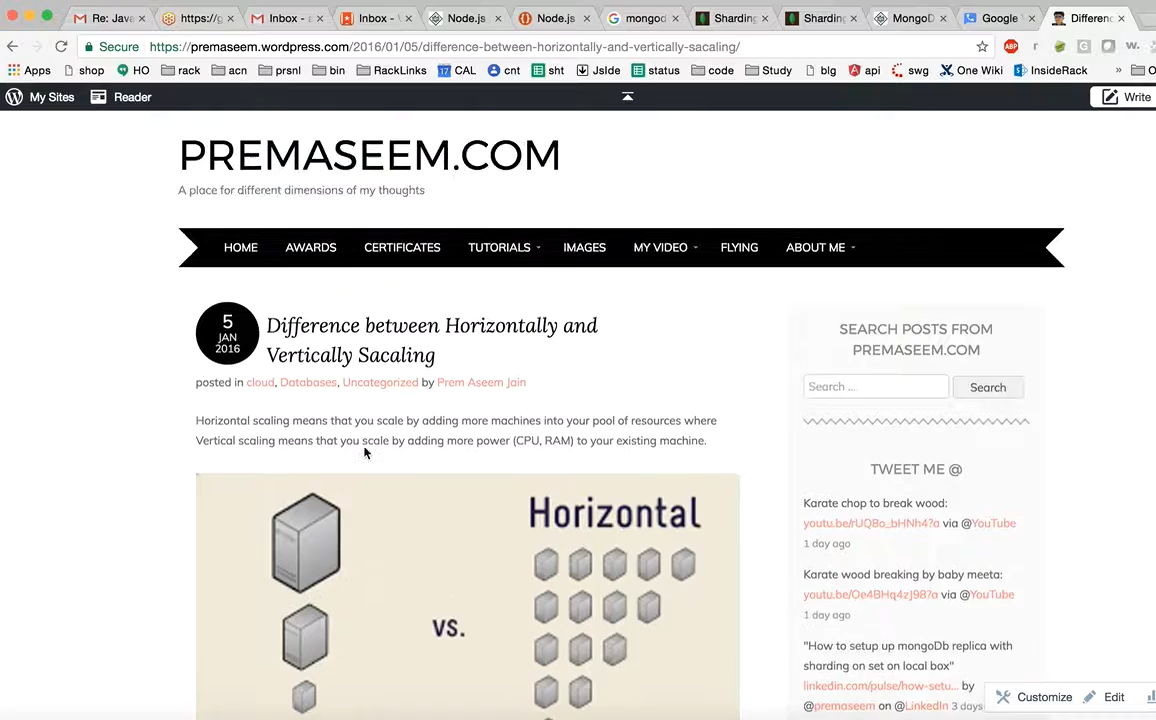 Re: Java
https://g
Inbox - a
Inbox -
Node.js
Node.js
mongod
Sharding
Sharding
MongoD
Google
Differenc
Secure https://premaseem.wordpress.com/2016/01/05/difference-between-horizontally-and-vertically-sacaling/
ABP r G W.
Apps shop HO rack acn prsnl bin RackLinks 17 CAL cnt sht JsIde status code Study blg api swg One Wiki InsideRack »
My Sites Reader Write
PREMASEEM.COM
A place for different dimensions of my thoughts
HOME AWARDS CERTIFICATES TUTORIALS IMAGES MY VIDEO FLYING ABOUT ME
5
JAN
2016
Difference between Horizontally and
Vertically Sacaling
posted in cloud, Databases, Uncategorized by Prem Aseem Jain
Horizontal scaling means that you scale by adding more machines into your pool of resources where
Vertical scaling means that you scale by adding more power (CPU, RAM) to your existing machine.
Horizontal
vs.
SEARCH POSTS FROM
PREMASEEM.COM
Search ....
Search
TWEET ME @
Karate chop to break wood:
youtu.be/rUQBo_bHNh4?a via @YouTube
1 day ago
Karate wood breaking by baby meeta:
youtu.be/Oe4BHq4zJ98?a via @YouTube
1 day ago
"How to setup up mongoDb replica with
sharding on set on local box"
linkedin.com/pulse/how-setu... by
@premaseem on @LinkedIn 3 days
Customize Edit